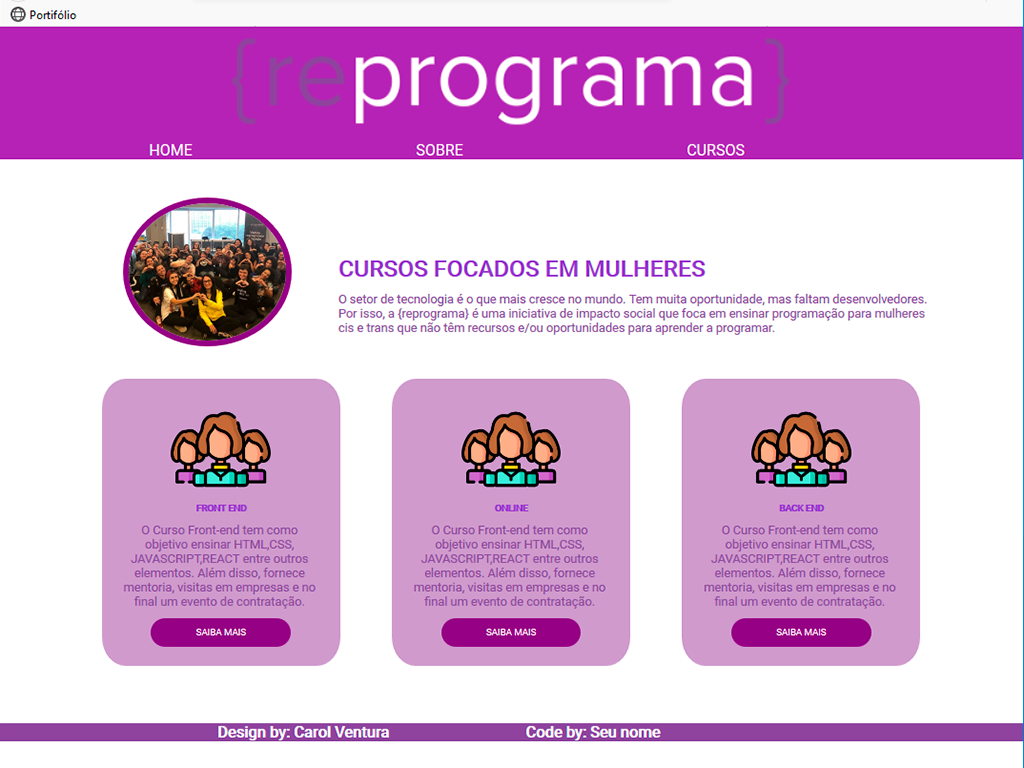 Portifólio
{reprograma}
HOME SOBRE CURSOS
CURSOS FOCADOS EM MULHERES
O setor de tecnologia é o que mais cresce no mundo. Tem muita oportunidade, mas faltam desenvolvedores.
Por isso, a {reprograma} é uma iniciativa de impacto social que foca em ensinar programação para mulheres
cis e trans que não têm recursos e/ou oportunidades para aprender a programar.
FRONT END
O Curso Front-end tem como
objetivo ensinar HTML,CSS,
JAVASCRIPT,REACT entre outros
elementos. Além disso, fornece
mentoria, visitas em empresas e no
final um evento de contratação.
SAIBA MAIS
ONLINE
O Curso Front-end tem como
objetivo ensinar HTML,CSS,
JAVASCRIPT,REACT entre outros
elementos. Além disso, fornece
mentoria, visitas em empresas e no
final um evento de contratação.
SAIBA MAIS
BACK END
O Curso Front-end tem como
objetivo ensinar HTML,CSS,
JAVASCRIPT,REACT entre outros
elementos. Além disso, fornece
mentoria, visitas em empresas e no
final um evento de contratação.
SAIBA MAIS
Design by: Carol Ventura Code by: Seu nome